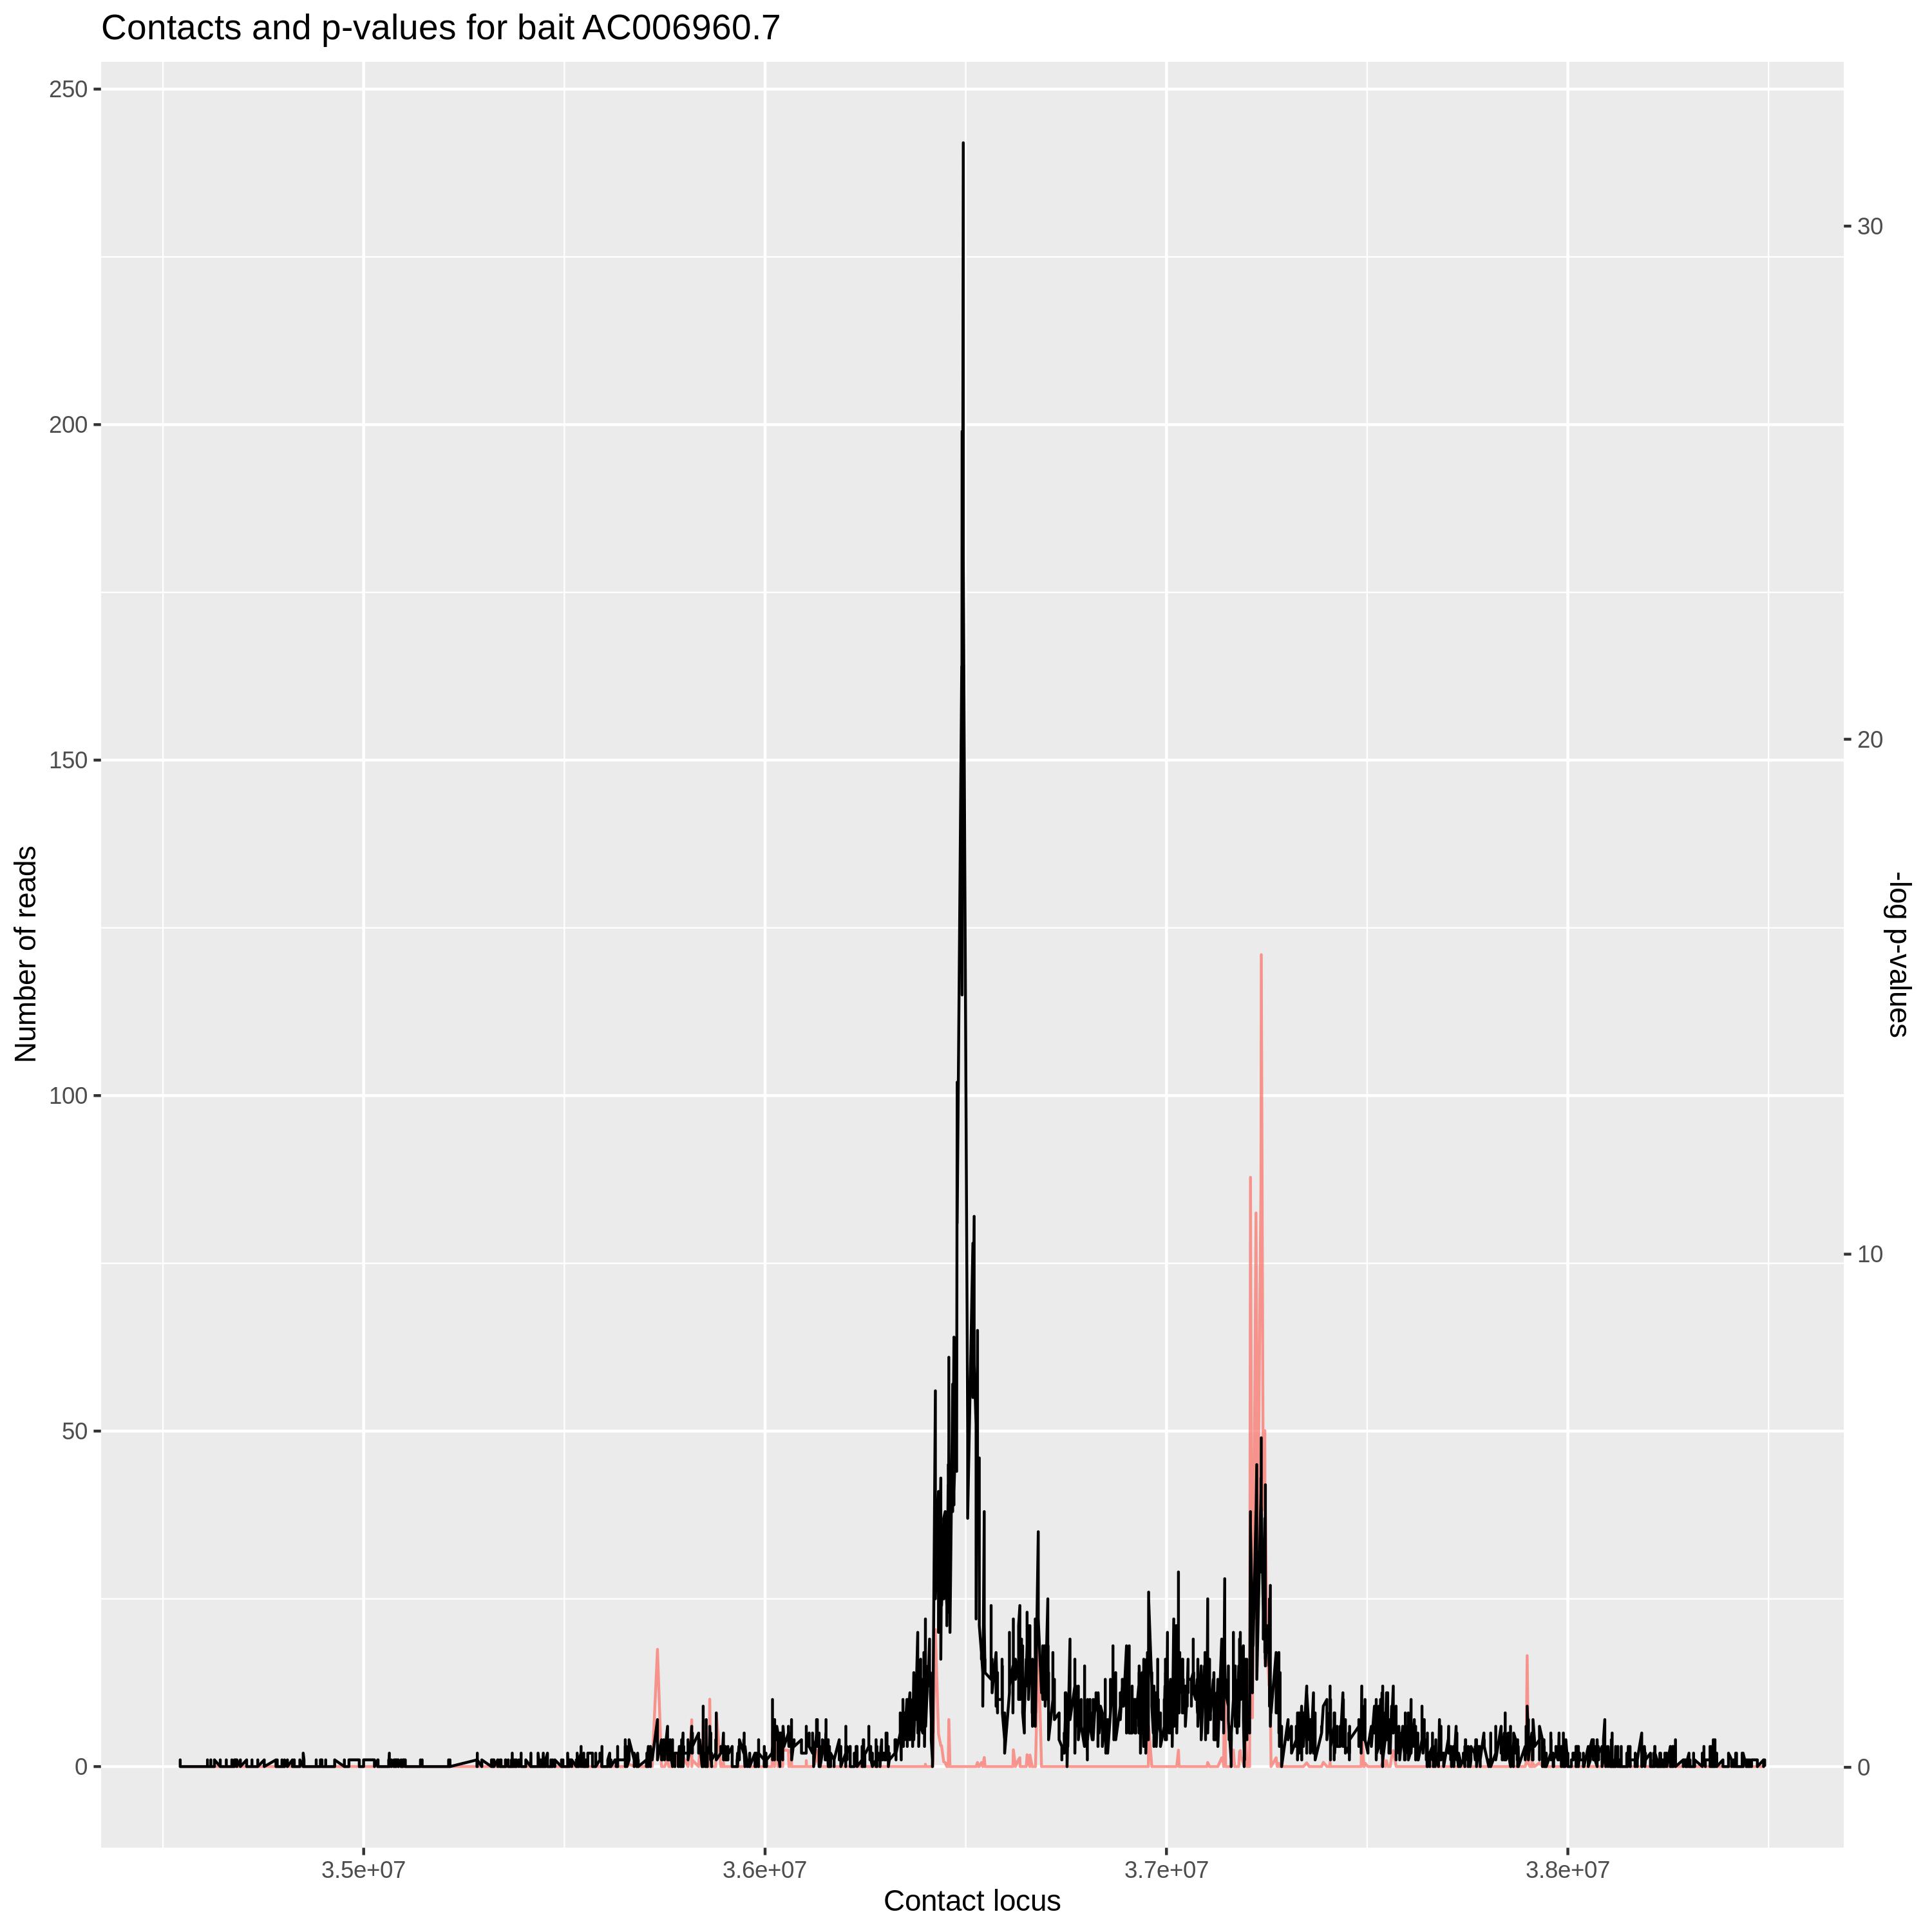 Contacts and p-values for bait AC006960.7
250
200
150
100
50
0
Number of reads
30
20
10
0
-log p-values
3.5e+07
3.6e+07
3.7e+07
3.8e+07
Contact locus